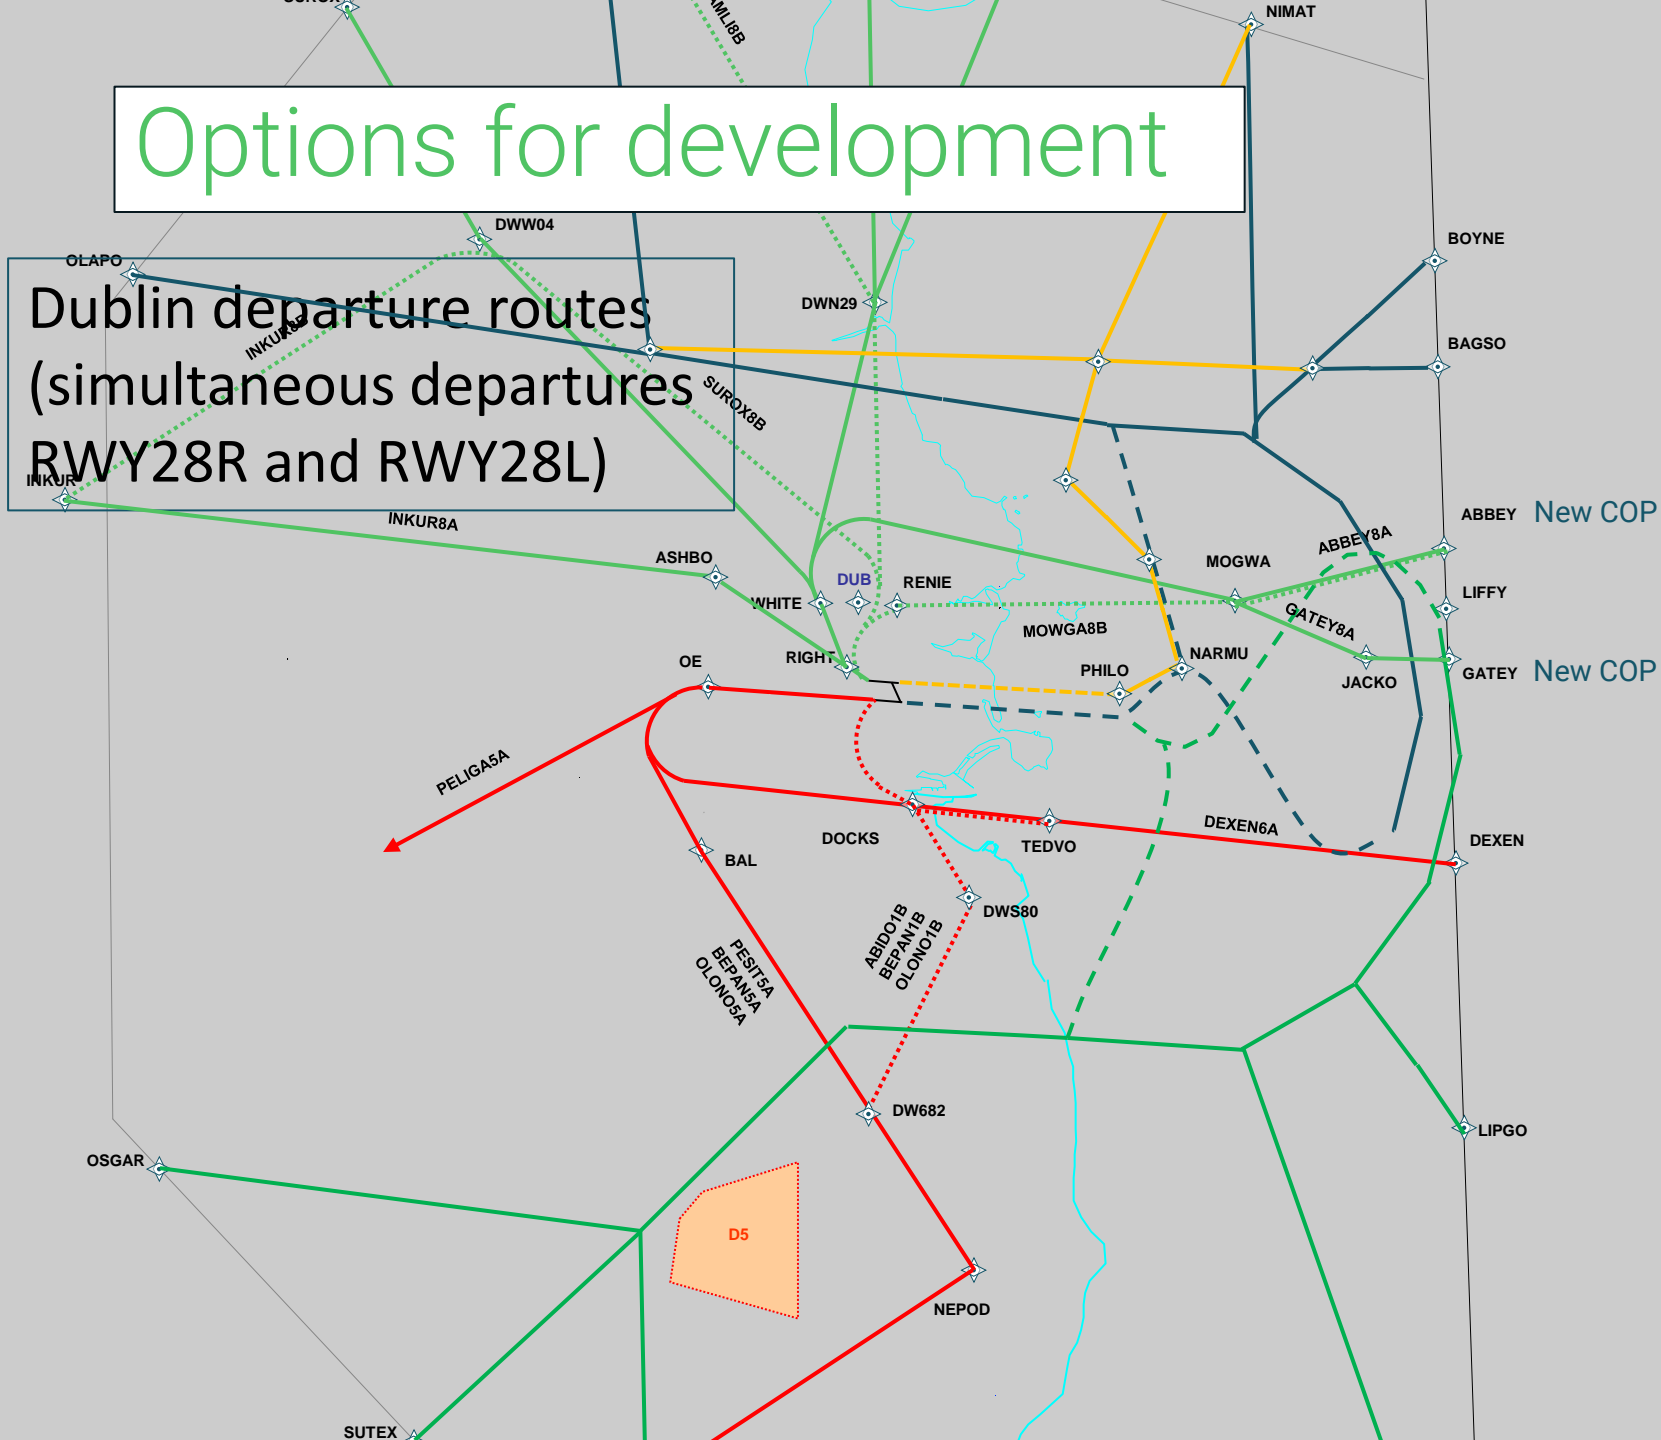 NIMAT
AMLI8B
Options for development
DWW04
BOYNE
OLAPO
Dublin departure routes
(simultaneous departures
RWY28R and RWY28L)
DWN29
INKUR8B
BAGSO
SUROX8B
INKUR
INKUR8A
ABBEY New COP
ABBEY8A
ASHBO
MOGWA
DUB
RENIE
LIFFY
WHITE
GATEY8A
MOWGA8B
RIGHT
OE
PHILO
NARMU
JACKO
GATEY New COP
PELIGA5A
DOCKS
TEDVO
DEXEN6A
DEXEN
BAL
DWS80
ABIDO1B
BEPAN1B
OLONO1B
PESIT5A
BEPAN5A
OLONO5A
DW682
LIPGO
OSGAR
D5
NEPOD
SUTEX